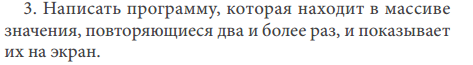 3. Написать программу, которая находит в массиве
значения, повторяющиеся два и более раз, и показывает
их на экран.